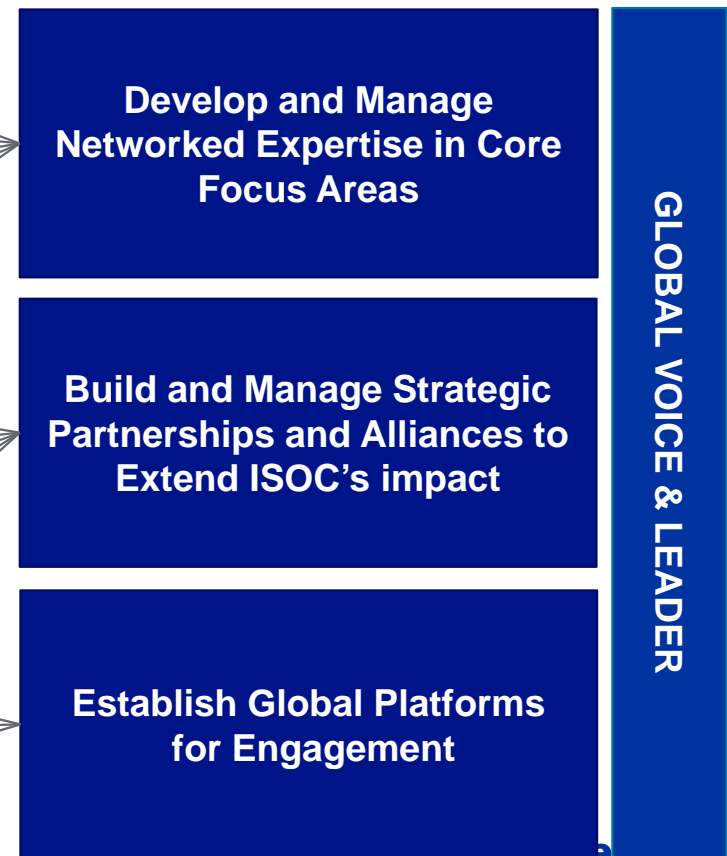 Develop and Manage
Networked Expertise in Core
Focus Areas
Build and Manage Strategic
Partnerships and Alliances to
Extend ISOC’s impact
Establish Global Platforms
for Engagement
GLOBAL VOICE & LEADER